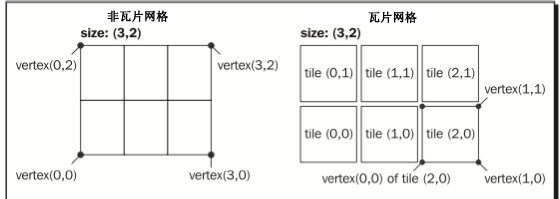 非瓦片网格
size: (3,2)
vertex(0,2)
vertex(3,2)
vertex(0,0)
vertex(3,0)
瓦片网格
size: (3,2)
tile (0,1)
tile (1,1)
tile (2,1)
vertex(1,1)
tile (0,0)
tile (1,0)
tile (2,0)
vertex(0,0) of tile (2,0)
vertex(1,0)